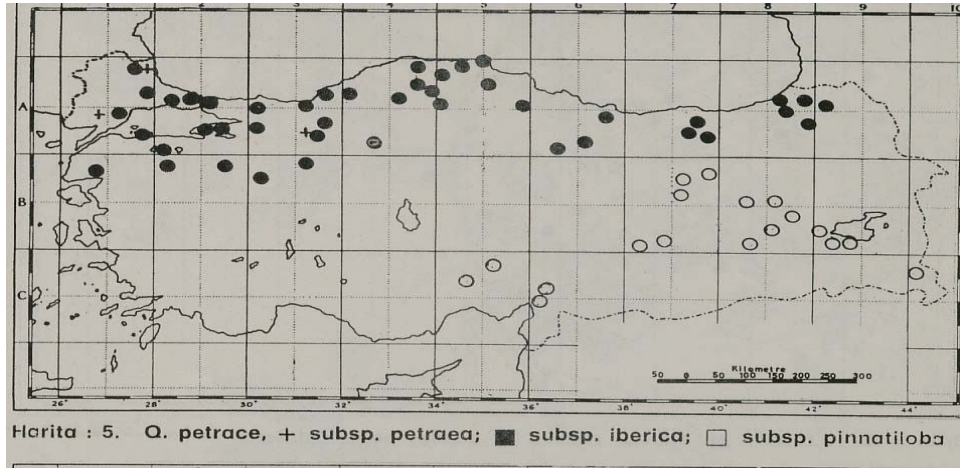 1 2 3 4 5 6 7 8 9 10
A
B
C
Kilometre
50 0 50 100 150 200 250 300
26° 28° 30° 32° 34° 36° 38° 40° 42° 44°
Harita : 5. Q. petrace, + subsp. petraea; ■ subsp. iberica; □ subsp. pinnatiloba